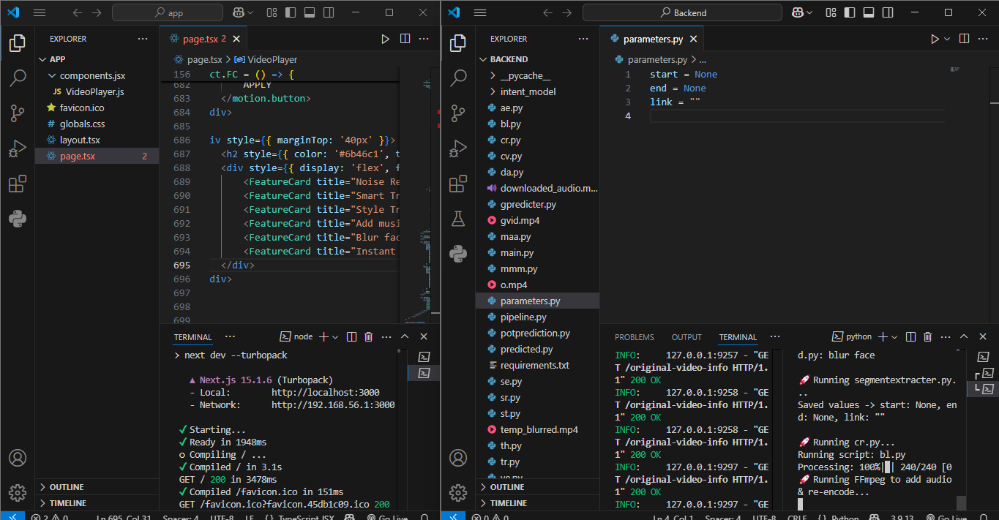 app
EXPLORER
APP
components.jsx
JS VideoPlayer.js
favicon.ico
# globals.css
layout.tsx
page.tsx 2
OUTLINE
TIMELINE
page.tsx 2
page.tsx > VideoPlayer
156 ct.FC = () => {
682 APPLY
683 </motion.button>
684 div>
685
686 iv style={{ marginTop: '40px' }}>
687 <h2 style={{ color: '#6b46c1', t
688 <div style={{ display: 'flex', f
689 <FeatureCard title="Noise Re
690 <FeatureCard title="Smart Tr
691 <FeatureCard title="Style Tr
692 <FeatureCard title="Add musi
693 <FeatureCard title="Blur fac
694 <FeatureCard title="Instant
695 </div>
696 div>
697
698
699
TERMINAL
node
> next dev --turbopack
▲ Next.js 15.1.6 (Turbopack)
- Local: http://localhost:3000
- Network: http://192.168.56.1:3000
✓ Starting...
✓ Ready in 1948ms
○ Compiling / ...
✓ Compiled / in 3.1s
GET / 200 in 3478ms
✓ Compiled /favicon.ico in 151ms
GET /favicon.ico?favicon.45db1c09.ico 200
2 0 Ln 695, Col 31 Spaces: 4 UTF-8 LF {} TypeScript JSX Go Live
Backend
EXPLORER
BACKEND
__pycache__
intent_model
ae.py
bl.py
cr.py
cv.py
da.py
downloaded_audio.m...
gpredicter.py
gvid.mp4
maa.py
main.py
mmm.py
o.mp4
parameters.py
pipeline.py
potprediction.py
predicted.py
requirements.txt
se.py
sr.py
st.py
temp_blurred.mp4
th.py
tr.py
OUTLINE
TIMELINE
parameters.py
parameters.py > ...
1 start = None
2 end = None
3 link = ""
4
PROBLEMS OUTPUT TERMINAL
python
INFO: 127.0.0.1:9257 - "GE
T /original-video-info HTTP/1.
1" 200 OK
INFO: 127.0.0.1:9258 - "GE
T /original-video-info HTTP/1.
1" 200 OK
INFO: 127.0.0.1:9258 - "GE
T /original-video-info HTTP/1.
1" 200 OK
INFO: 127.0.0.1:9297 - "GE
T /original-video-info HTTP/1.
1" 200 OK
INFO: 127.0.0.1:9297 - "GE
d.py: blur face
🚀 Running segmentextracter.py.
..
Saved values -> start: None, en
d: None, link: ""
🚀 Running cr.py...
Running script: bl.py
Processing: 100%|█| 240/240 [0
🚀 Running FFmpeg to add audio
& re-encode...
0 0 Ln 4, Col 1 Spaces: 4 UTF-8 CRLF {} Python 3.9.13 Go Live